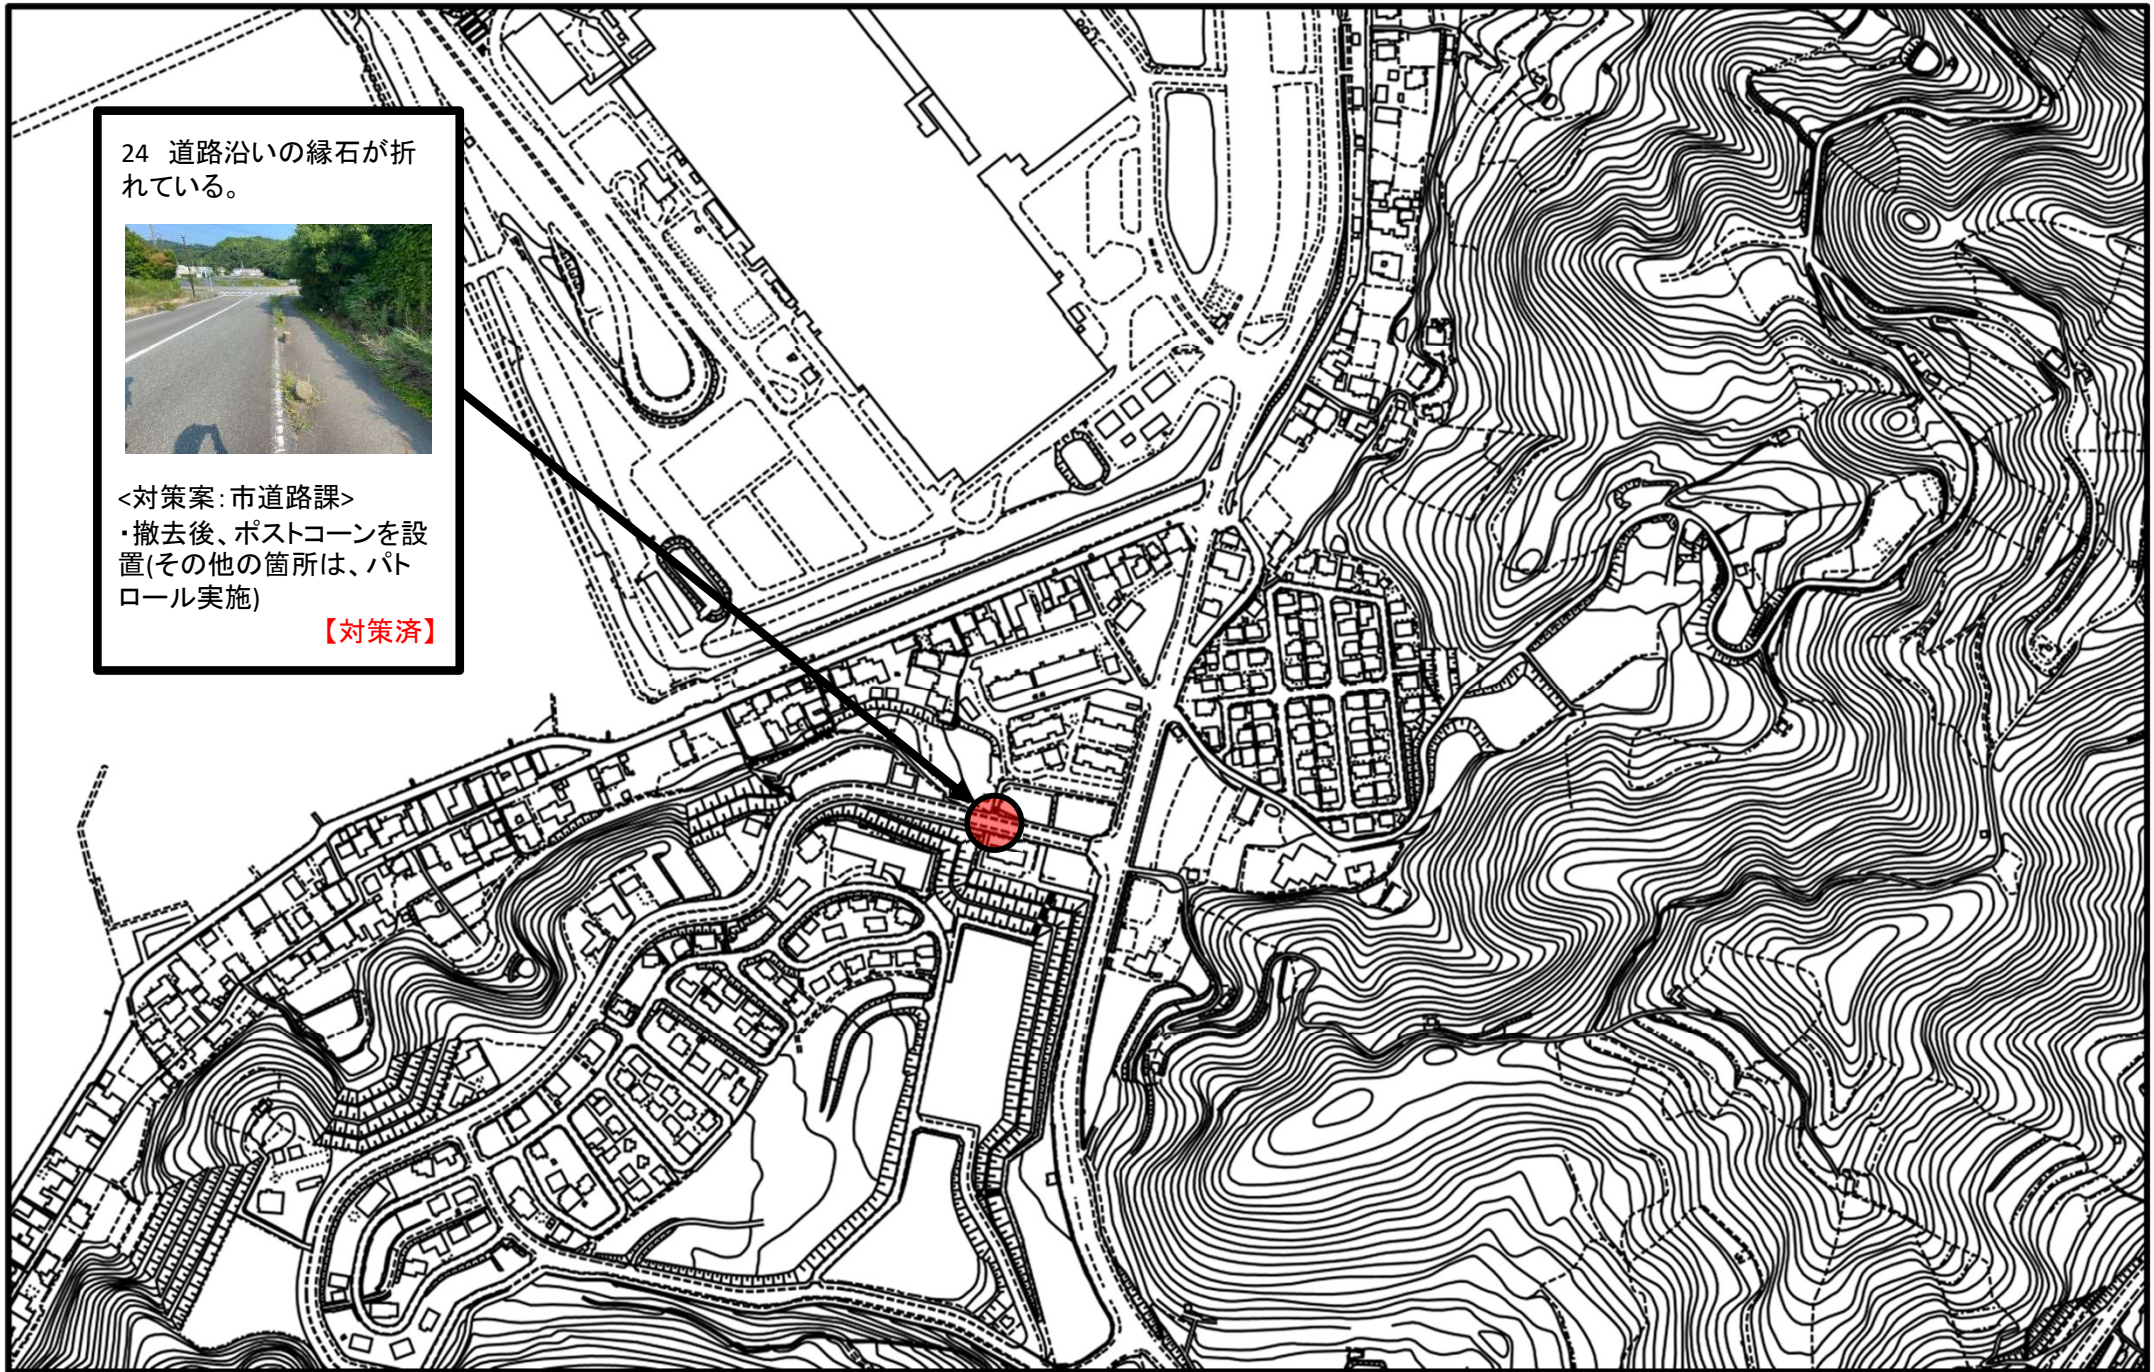 24　道路沿いの縁石が折
れている。
<対策案：市道路課>
・撤去後、ポストコーンを設
置(その他の箇所は、パト
ロール実施)
【対策済】